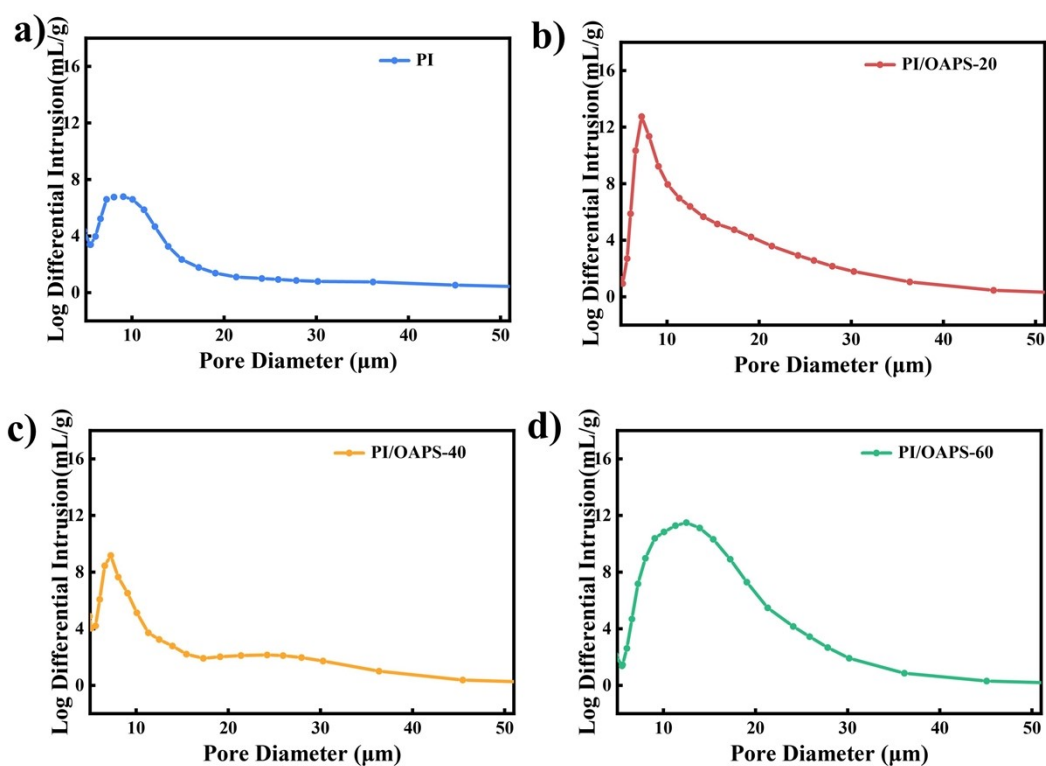 a)
Log Differential Intrusion(mL/g)
16
12
8
4
0
PI
10 20 30 40 50
Pore Diameter (μm)
b)
Log Differential Intrusion(mL/g)
16
12
8
4
0
PI/OAPS-20
10 20 30 40 50
Pore Diameter (μm)
c)
Log Differential Intrusion(mL/g)
16
12
8
4
0
PI/OAPS-40
10 20 30 40 50
Pore Diameter (μm)
d)
Log Differential Intrusion(mL/g)
16
12
8
4
0
PI/OAPS-60
10 20 30 40 50
Pore Diameter (μm)